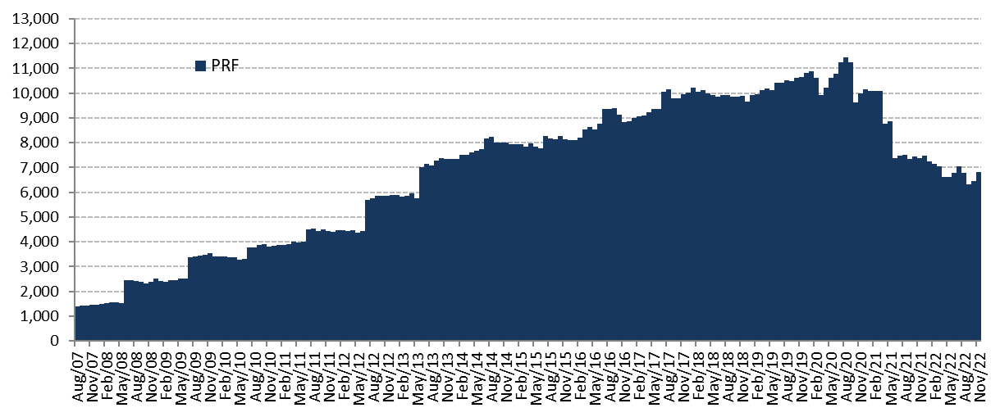 13,000
12,000
11,000
10,000
9,000
8,000
7,000
6,000
5,000
4,000
3,000
2,000
1,000
0
PRF
Aug/07
Nov/07
Feb/08
May/08
Aug/08
Nov/08
Feb/09
May/09
Aug/09
Nov/09
Feb/10
May/10
Aug/10
Nov/10
Feb/11
May/11
Aug/11
Nov/11
Feb/12
May/12
Aug/12
Nov/12
Feb/13
May/13
Aug/13
Nov/13
Feb/14
May/14
Aug/14
Nov/14
Feb/15
May/15
Aug/15
Nov/15
Feb/16
May/16
Aug/16
Nov/16
Feb/17
May/17
Aug/17
Nov/17
Feb/18
May/18
Aug/18
Nov/18
Feb/19
May/19
Aug/19
Nov/19
Feb/20
May/20
Aug/20
Nov/20
Feb/21
May/21
Aug/21
Nov/21
Feb/22
May/22
Aug/22
Nov/22